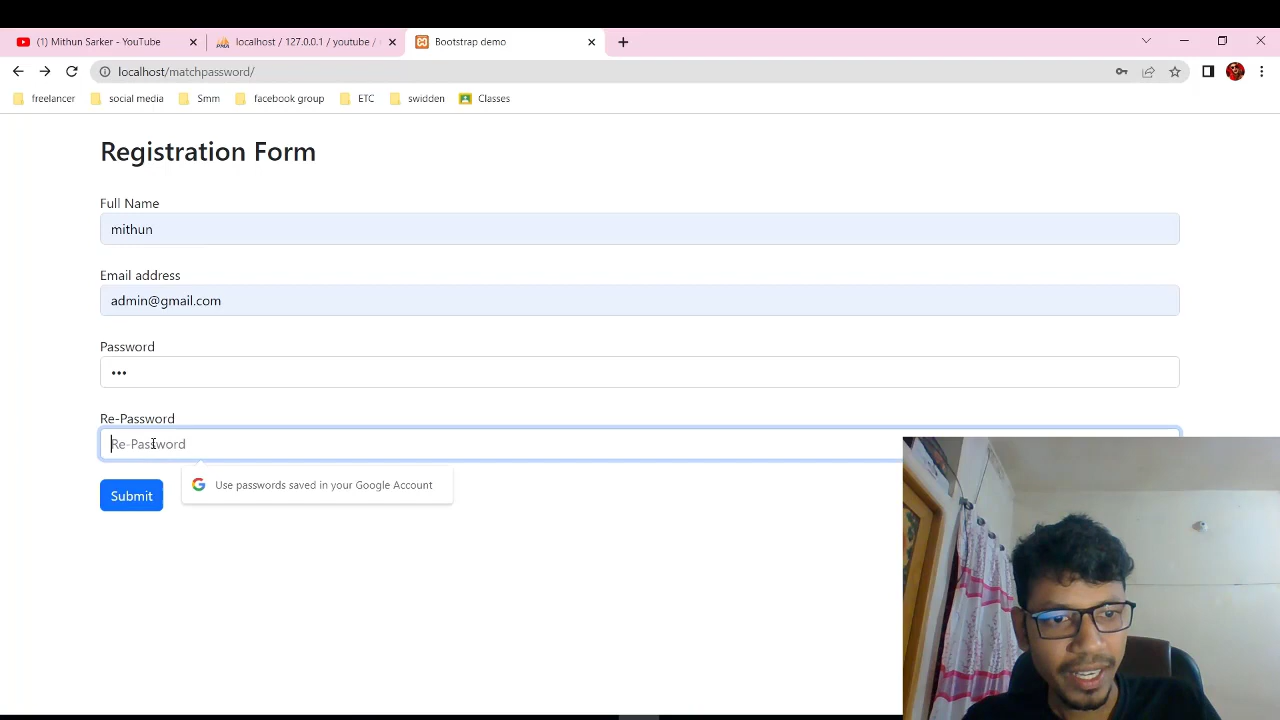 (1) Mithun Sarker - YouTube
localhost / 127.0.0.1 / youtube /
Bootstrap demo
localhost/matchpassword/
freelancer
social media
Smm
facebook group
ETC
swidden
Classes
Registration Form
Full Name
mithun
Email address
admin@gmail.com
Password
•••
Re-Password
Re-Password
Use passwords saved in your Google Account
Submit